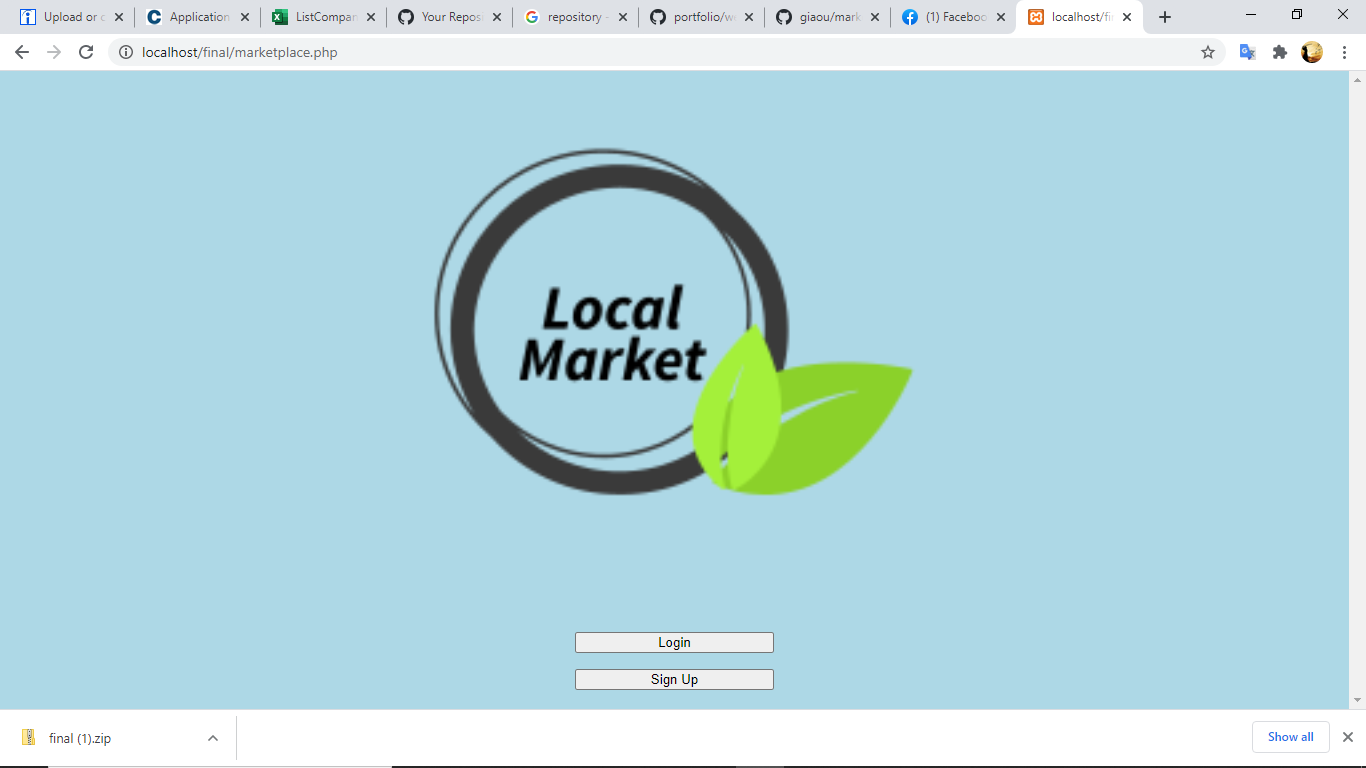 Upload or c
Application
ListCompan
Your Repos
repository -
portfolio/w
giaou/mark
(1) Faceboo
localhost/fi
localhost/final/marketplace.php
Local
Market
Login
Sign Up
final (1).zip
Show all